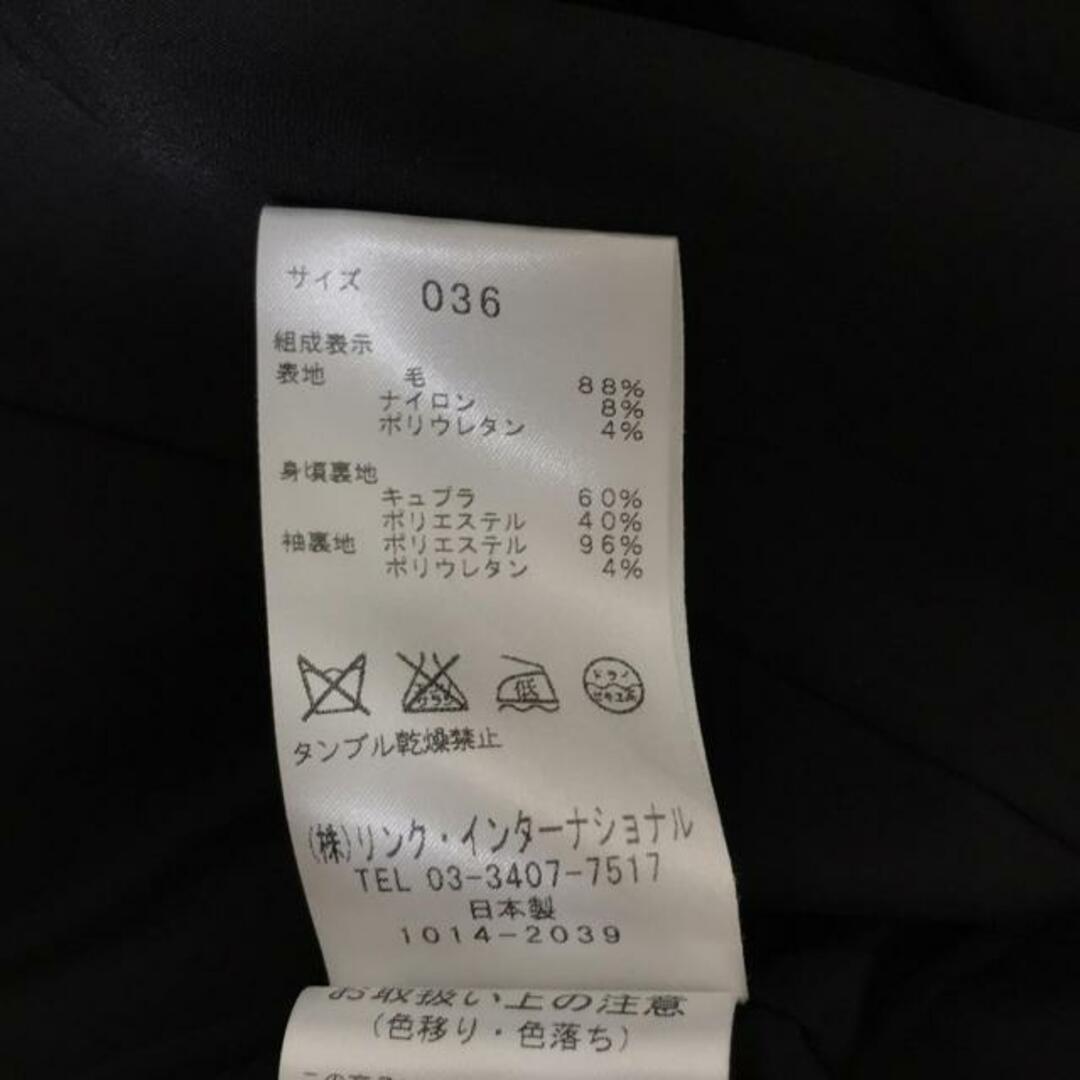 サイズ 036
組成表示
表地 毛 88%
ナイロン 8%
ポリウレタン 4%
身頃裏地
キュプラ 60%
ポリエステル 40%
袖裏地 ポリエステル 96%
ポリウレタン 4%
低 ドライ
タンブル乾燥禁止
(株)リンク・インターナショナル
TEL 03-3407-7517
日本製
1014-2039
お取扱い上の注意
(色移り・色落ち)